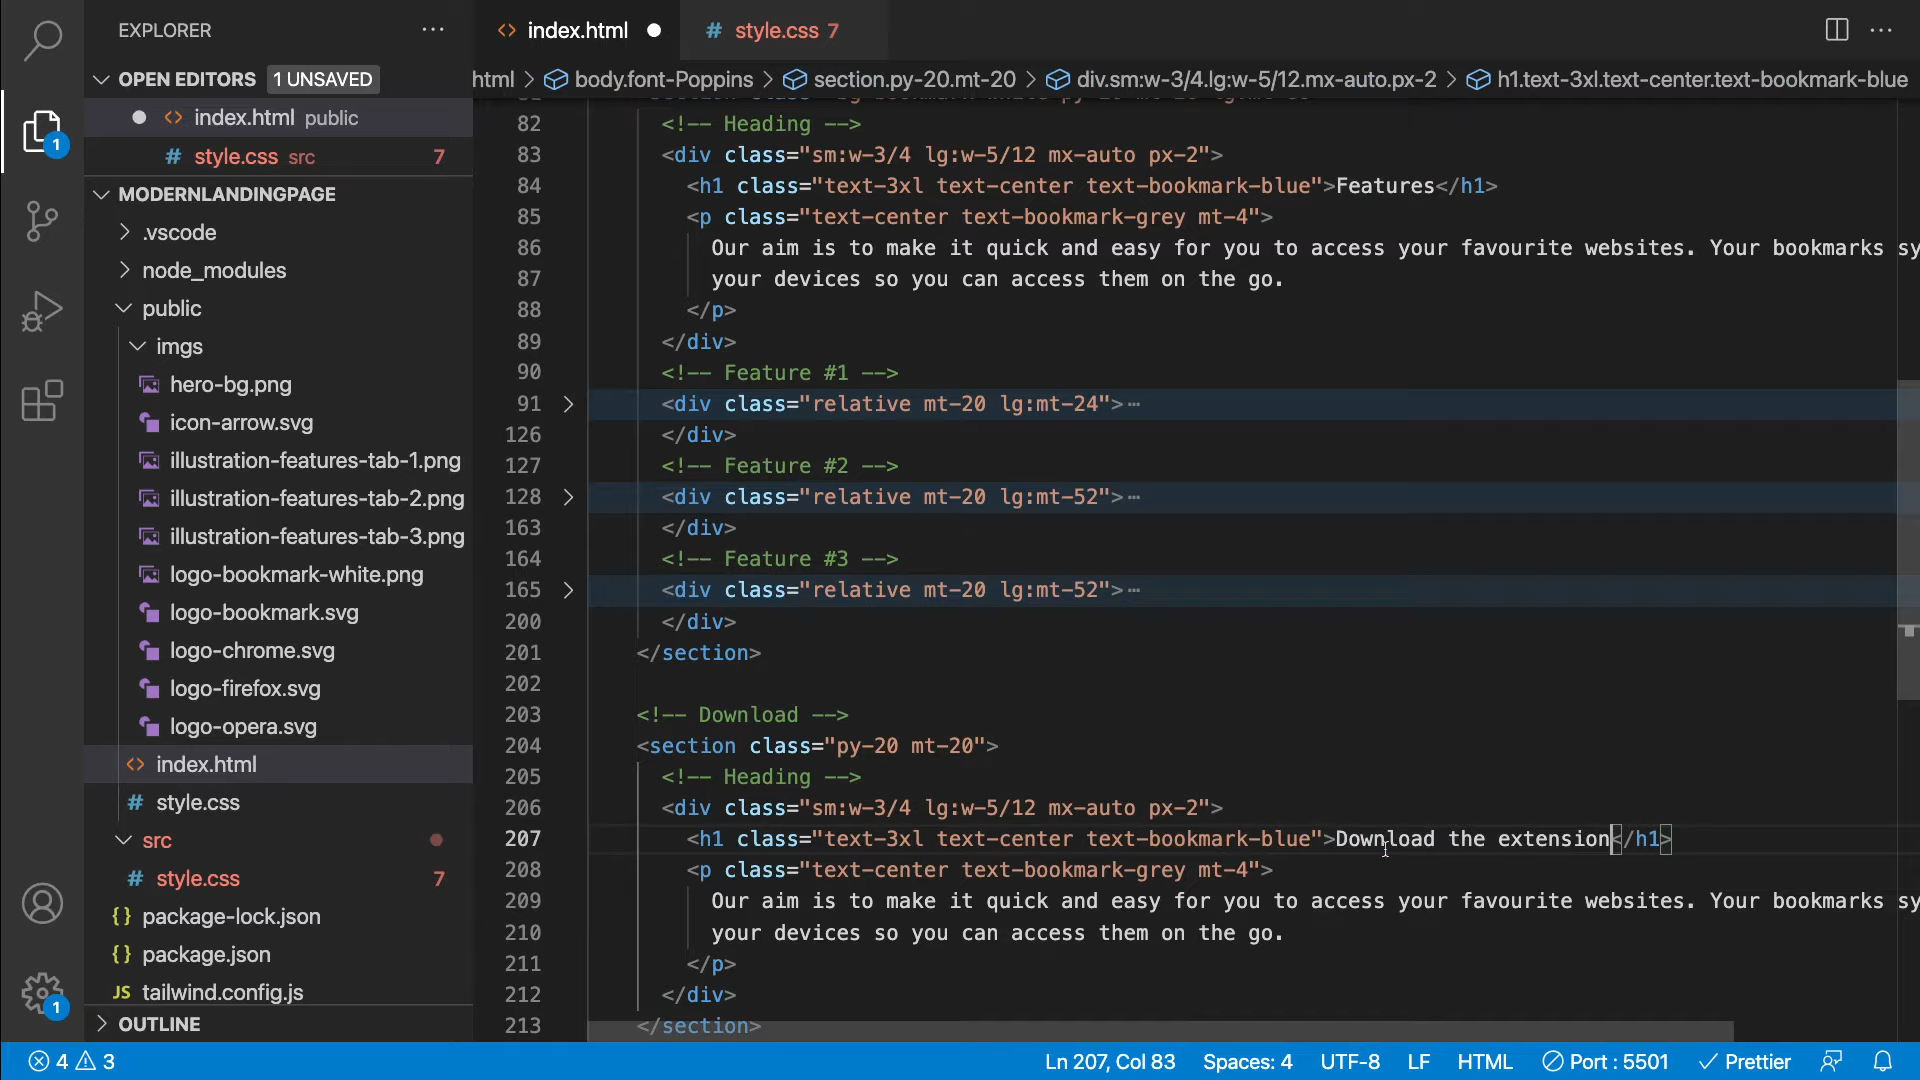 EXPLORER
OPEN EDITORS 1 UNSAVED
index.html public
style.css src 7
MODERNLANDINGPAGE
.vscode
node_modules
public
imgs
hero-bg.png
icon-arrow.svg
illustration-features-tab-1.png
illustration-features-tab-2.png
illustration-features-tab-3.png
logo-bookmark-white.png
logo-bookmark.svg
logo-chrome.svg
logo-firefox.svg
logo-opera.svg
<> index.html
# style.css
src
# style.css 7
{} package-lock.json
{} package.json
JS tailwind.config.js
OUTLINE
1
1
<> index.html
# style.css 7
html > body.font-Poppins > section.py-20.mt-20 > div.sm:w-3/4.lg:w-5/12.mx-auto.px-2 > h1.text-3xl.text-center.text-bookmark-blue
82 <!-- Heading -->
83 <div class="sm:w-3/4 lg:w-5/12 mx-auto px-2">
84 <h1 class="text-3xl text-center text-bookmark-blue">Features</h1>
85 <p class="text-center text-bookmark-grey mt-4">
86 Our aim is to make it quick and easy for you to access your favourite websites. Your bookmarks sy
87 your devices so you can access them on the go.
88 </p>
89 </div>
90 <!-- Feature #1 -->
91 <div class="relative mt-20 lg:mt-24">⋯
126 </div>
127 <!-- Feature #2 -->
128 <div class="relative mt-20 lg:mt-52">⋯
163 </div>
164 <!-- Feature #3 -->
165 <div class="relative mt-20 lg:mt-52">⋯
200 </div>
201 </section>
202
203 <!-- Download -->
204 <section class="py-20 mt-20">
205 <!-- Heading -->
206 <div class="sm:w-3/4 lg:w-5/12 mx-auto px-2">
207 <h1 class="text-3xl text-center text-bookmark-blue">Download the extension</h1>
208 <p class="text-center text-bookmark-grey mt-4">
209 Our aim is to make it quick and easy for you to access your favourite websites. Your bookmarks sy
210 your devices so you can access them on the go.
211 </p>
212 </div>
213 </section>
4 3 Ln 207, Col 83 Spaces: 4 UTF-8 LF HTML Port : 5501 Prettier